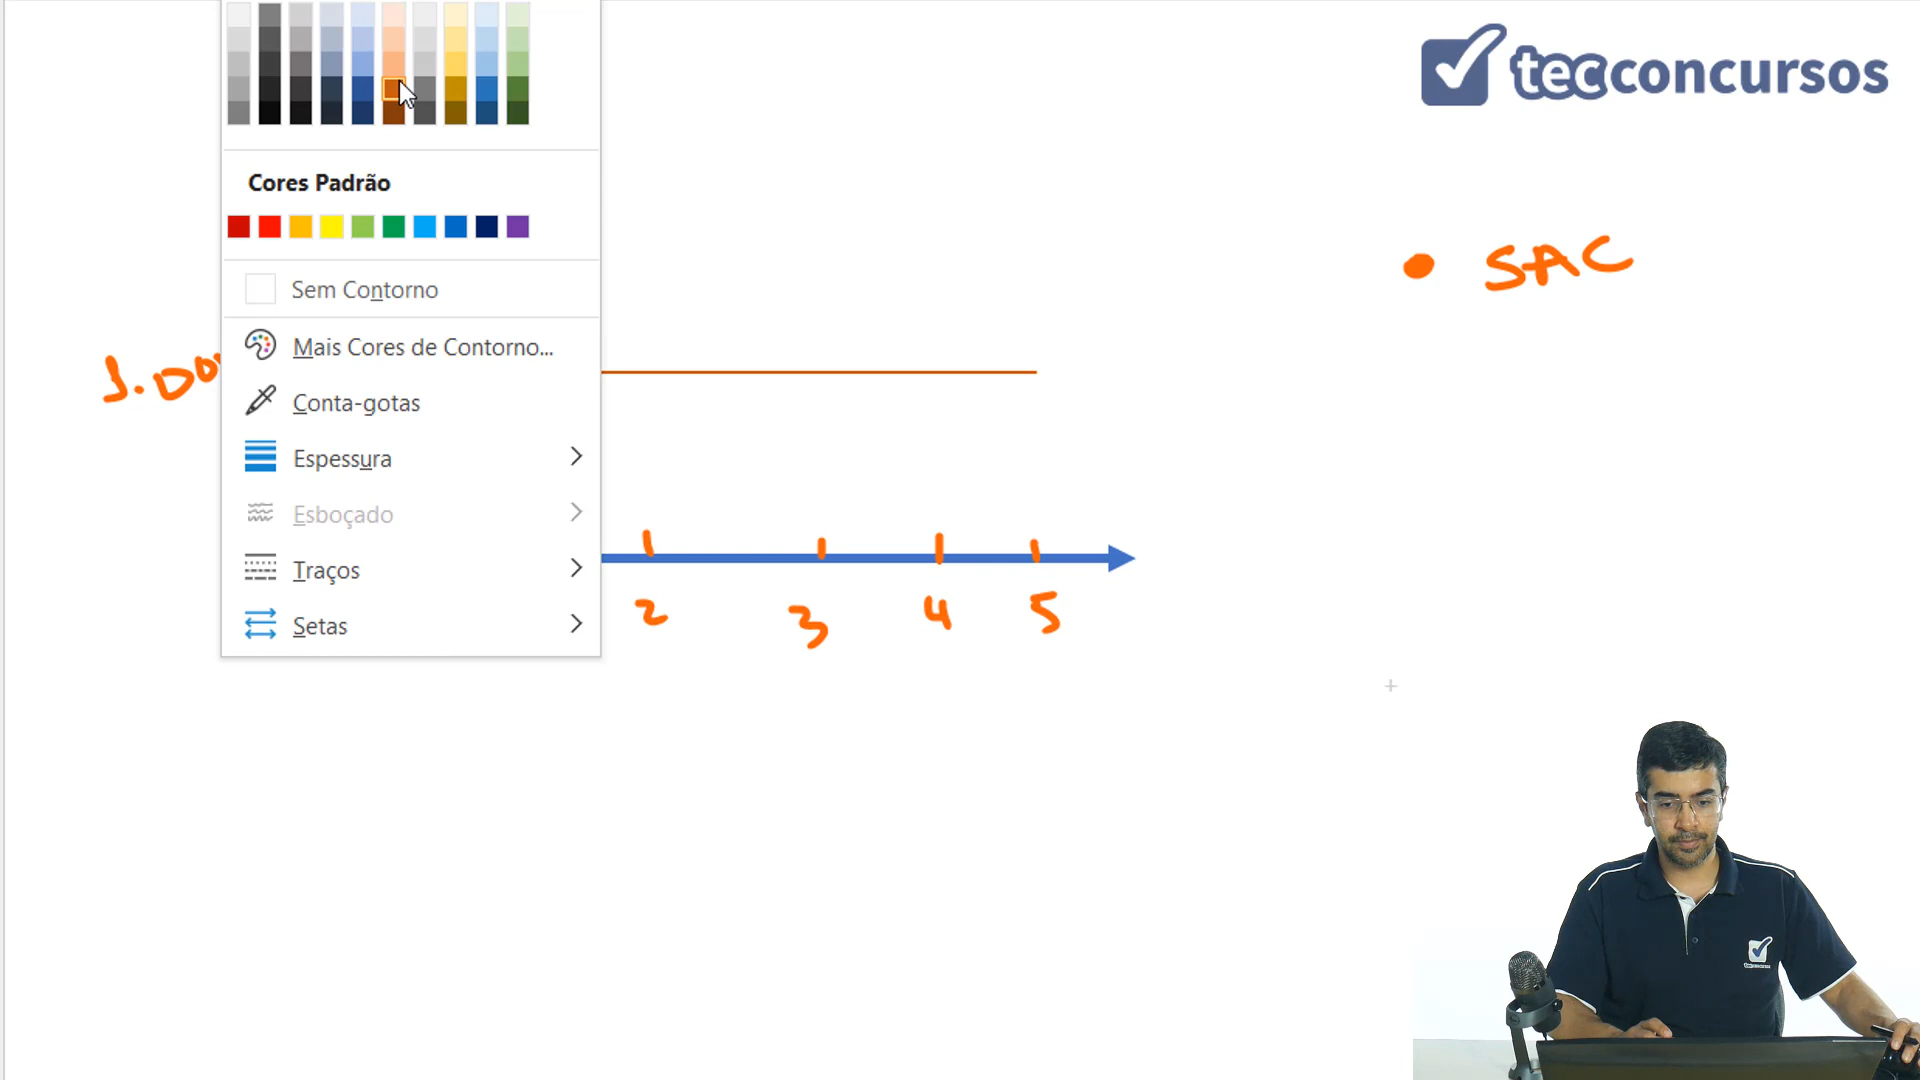 tecconcursos
Cores Padrão
Sem Contorno
SAC
Mais Cores de Contorno...
Conta-gotas
Espessura
Esboçado
Traços
Setas
2 3 4 5